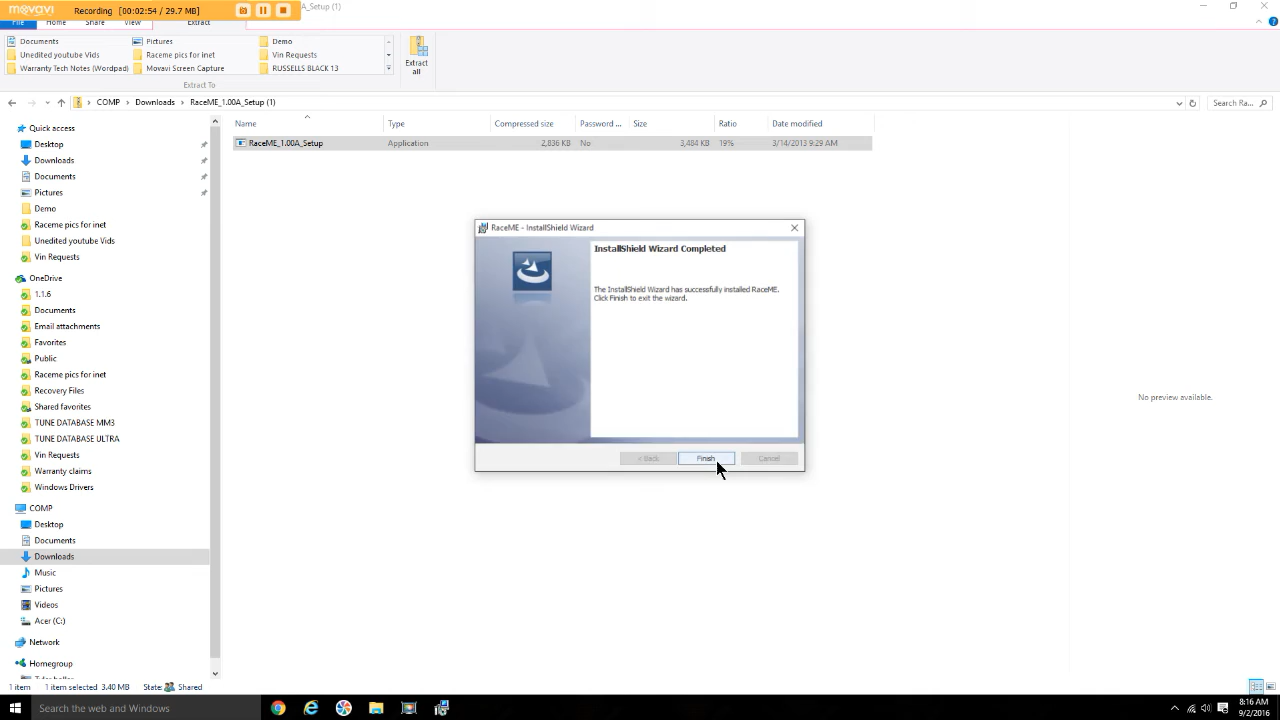 movavi
Recording [00:02:54 / 29.7 MB]
A_Setup (1)
File Home Share View Extract
Documents Pictures Demo
Unedited youtube Vids Raceme pics for inet Vin Requests
Warranty Tech Notes (Wordpad) Movavi Screen Capture RUSSELLS BLACK 13
Extract all
Extract To
COMP Downloads RaceME_1.00A_Setup (1)
Search Ra...
Name Type Compressed size Password ... Size Ratio Date modified
RaceME_1.00A_Setup Application 2,836 KB No 3,484 KB 19% 3/14/2013 9:29 AM
Quick access
Desktop
Downloads
Documents
Pictures
Demo
Raceme pics for inet
Unedited youtube Vids
Vin Requests
OneDrive
1.1.6
Documents
Email attachments
Favorites
Public
Raceme pics for inet
Recovery Files
Shared favorites
TUNE DATABASE MM3
TUNE DATABASE ULTRA
Vin Requests
Warranty claims
Windows Drivers
COMP
Desktop
Documents
Downloads
Music
Pictures
Videos
Acer (C:)
Network
Homegroup
RaceME - InstallShield Wizard
InstallShield Wizard Completed
The InstallShield Wizard has successfully installed RaceME.
Click Finish to exit the wizard.
< Back Finish Cancel
No preview available.
1 item 1 item selected 3.40 MB State: Shared
Search the web and Windows
8:16 AM
9/2/2016